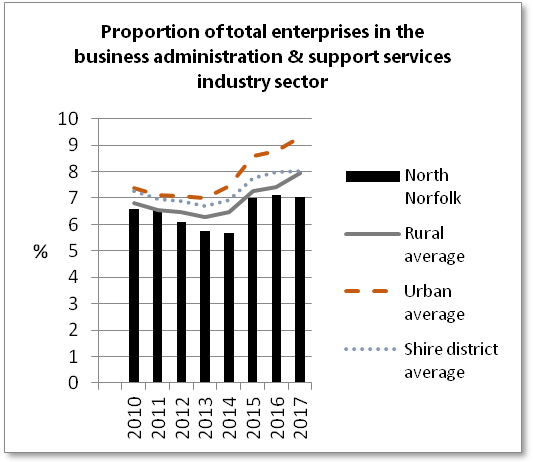 Proportion of total enterprises in the
business administration & support services
industry sector
10
9
8
7
6
5
4
3
2
1
0
%
2010
2011
2012
2013
2014
2015
2016
2017
North
Norfolk
Rural
average
Urban
average
Shire district
average